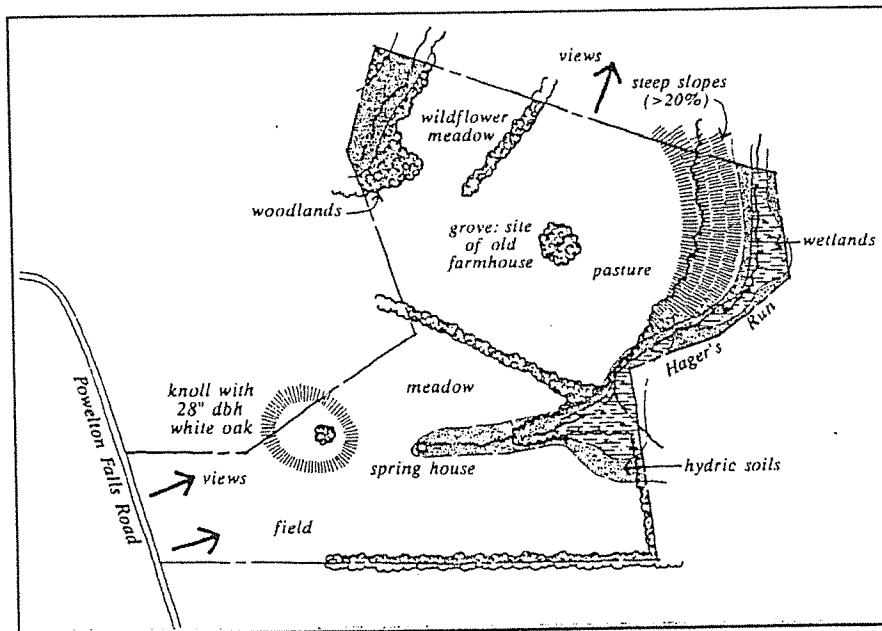 views
steep slopes
(>20%)
wildflower
meadow
woodlands
grove: site
of old
farmhouse
wetlands
pasture
Hager's Run
Powelton Falls Road
knoll with
28" dbh
white oak
meadow
spring house
hydric soils
views
field